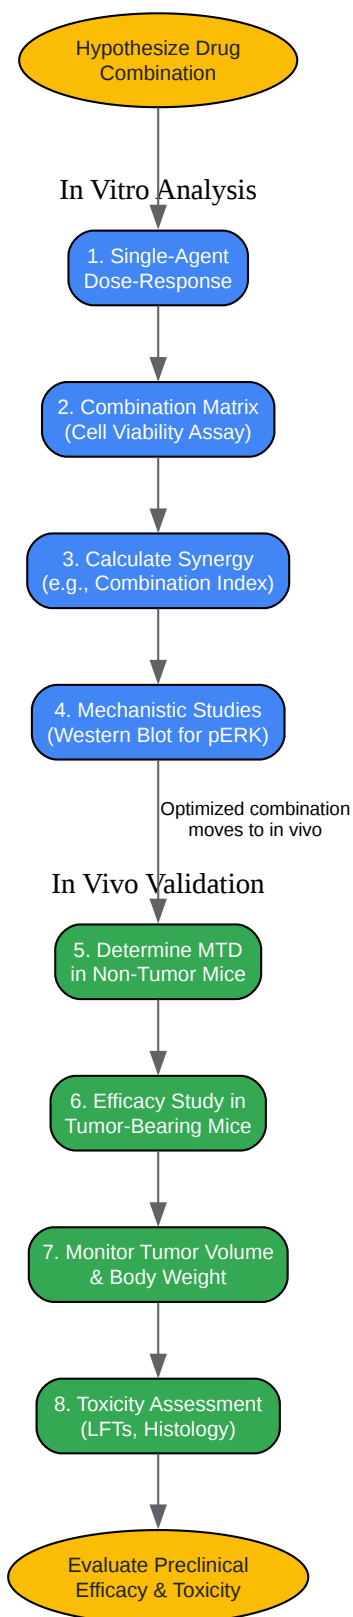 Hypothesize Drug
Combination
In Vitro Analysis
1. Single-Agent
Dose-Response
2. Combination Matrix
(Cell Viability Assay)
3. Calculate Synergy
(e.g., Combination Index)
4. Mechanistic Studies
(Western Blot for pERK)
Optimized combination
moves to in vivo
In Vivo Validation
5. Determine MTD
in Non-Tumor Mice
6. Efficacy Study in
Tumor-Bearing Mice
7. Monitor Tumor Volume
& Body Weight
8. Toxicity Assessment
(LFTs, Histology)
Evaluate Preclinical
Efficacy & Toxicity